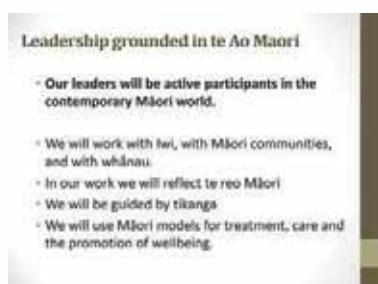 Leadership grounded in te Ao Maori
Our leaders will be active participants in the
contemporary Māori world.
We will work with Iwi, with Māori communities,
and with whānau.
In our work we will reflect te reo Māori
We will be guided by tikanga
We will use Māori models for treatment, care and
the promotion of wellbeing.